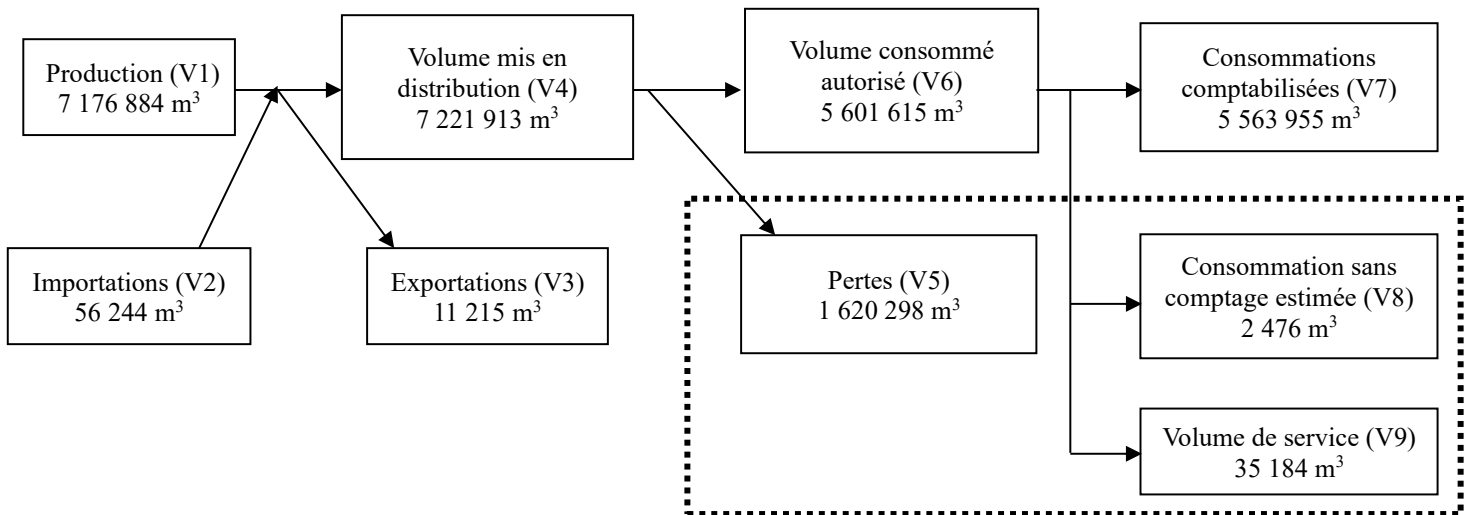 Production (V1)
7 176 884 m³
Volume mis en
distribution (V4)
7 221 913 m³
Volume consommé
autorisé (V6)
5 601 615 m³
Consommations
comptabilisées (V7)
5 563 955 m³
Importations (V2)
56 244 m³
Exportations (V3)
11 215 m³
Pertes (V5)
1 620 298 m³
Consommation sans
comptage estimée (V8)
2 476 m³
Volume de service (V9)
35 184 m³